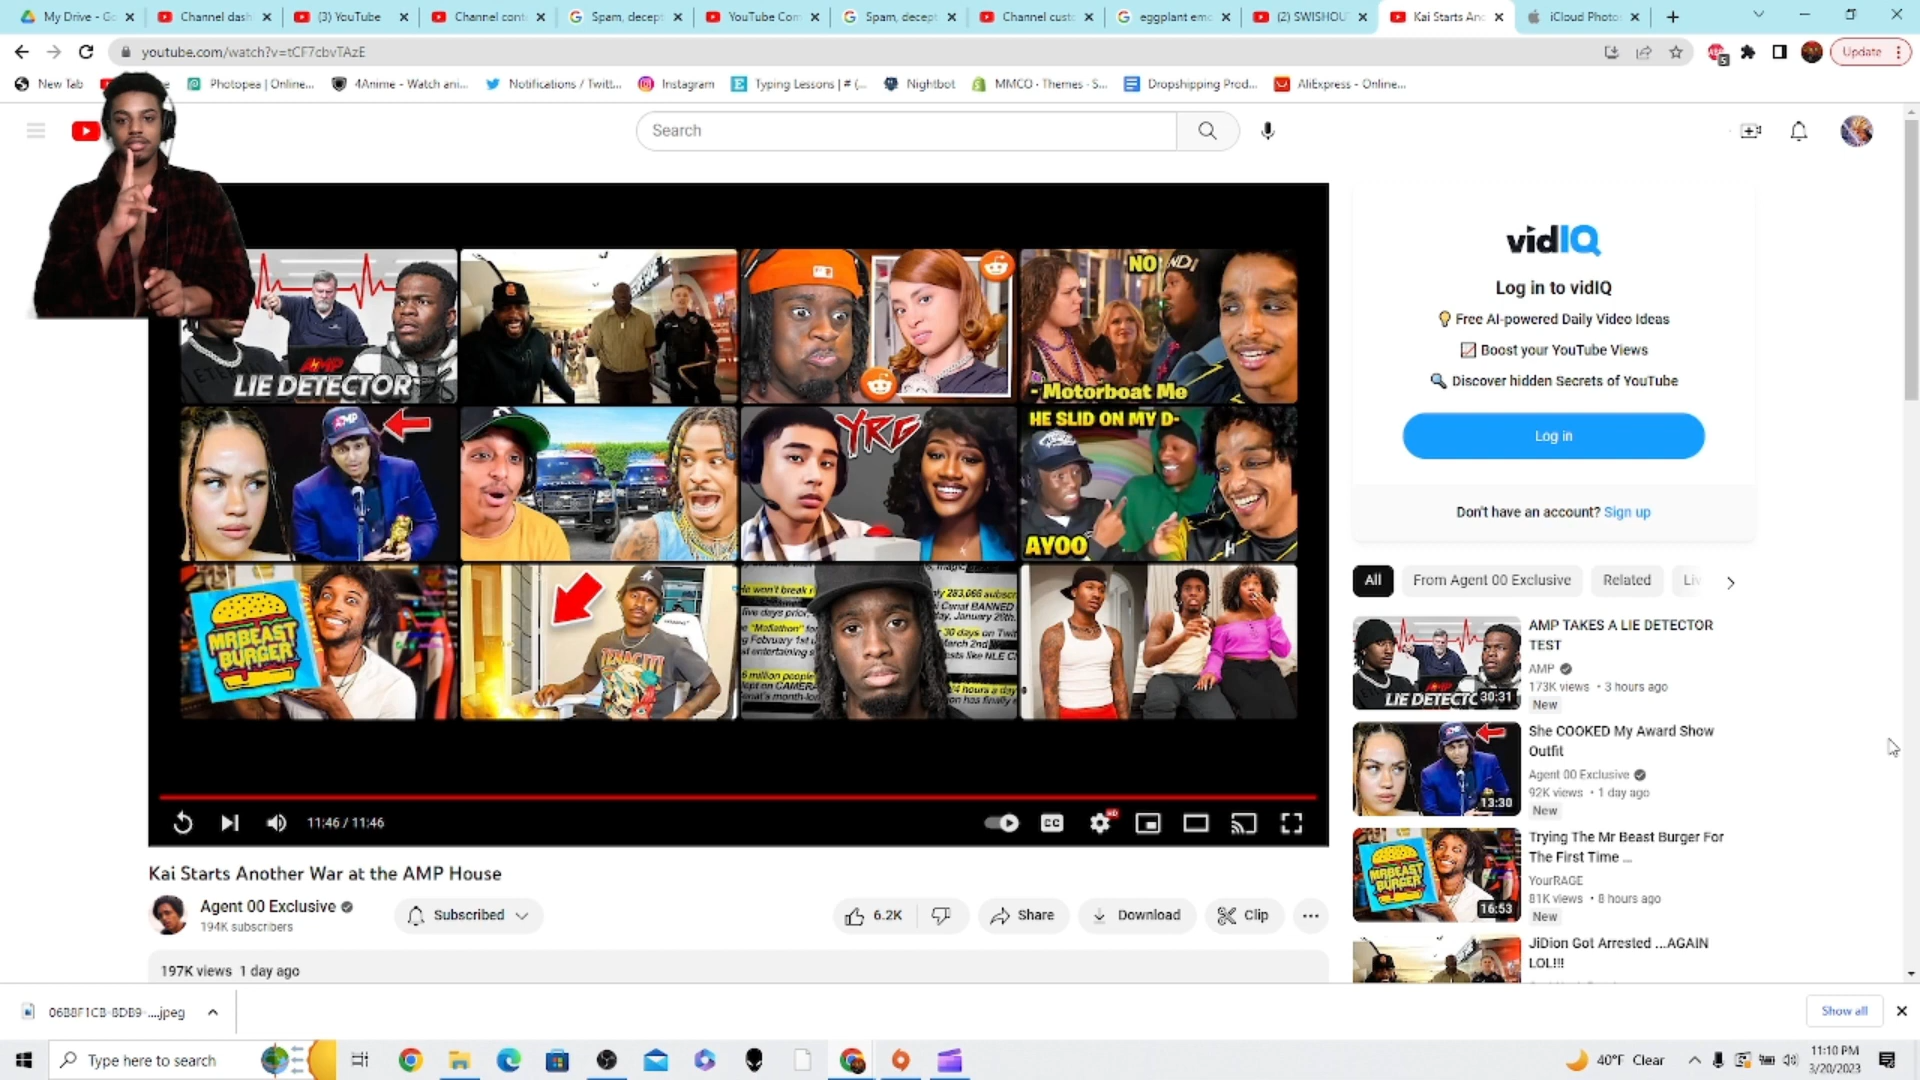 My Drive - Go
Channel dash
(3) YouTube
Channel cont
Spam, decept
YouTube Com
Spam, decept
Channel cust
eggplant emo
(2) SWISHOU
Kai Starts An
iCloud Photo
youtube.com/watch?v=tCF7cbvTAzE
Update
New Tab
Photopea | Online...
4Anime - Watch ani...
Notifications / Twitt...
Instagram
Typing Lessons | # (...
Nightbot
MMCO · Themes · S...
Dropshipping Prod...
AliExpress - Online...
Search
LIE DETECTOR
NO
- Motorboat Me
AMP
YRG
HE SLID ON MY D-
AYOO
MRBEAST
BURGER
TENACITI
vidIQ
Log in to vidIQ
Free AI-powered Daily Video Ideas
Boost your YouTube Views
Discover hidden Secrets of YouTube
Log in
Don't have an account? Sign up
All
From Agent 00 Exclusive
Related
Liv
AMP TAKES A LIE DETECTOR
TEST
AMP
173K views • 3 hours ago
New
30:31
She COOKED My Award Show
Outfit
Agent 00 Exclusive
92K views • 1 day ago
New
13:30
Trying The Mr Beast Burger For
The First Time ...
YourRAGE
81K views • 8 hours ago
New
16:53
JiDion Got Arrested ...AGAIN
LOL!!!
11:46 / 11:46
CC
HD
Kai Starts Another War at the AMP House
Agent 00 Exclusive
194K subscribers
Subscribed
6.2K
Share
Download
Clip
197K views 1 day ago
06B8F1CB-8DB9-....jpeg
Show all
Type here to search
40°F Clear
11:10 PM
3/20/2023